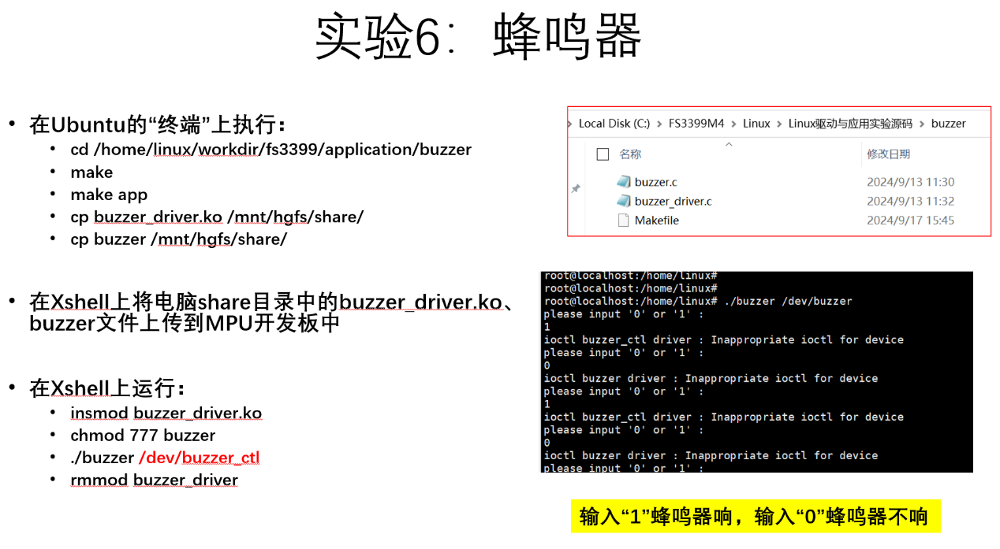 实验6：蜂鸣器
在Ubuntu的“终端”上执行：
cd /home/linux/workdir/fs3399/application/buzzer
make
make app
cp buzzer_driver.ko /mnt/hgfs/share/
cp buzzer /mnt/hgfs/share/
在Xshell上将电脑share目录中的buzzer_driver.ko、
buzzer文件上传到MPU开发板中
在Xshell上运行：
insmod buzzer_driver.ko
chmod 777 buzzer
./buzzer /dev/buzzer_ctl
rmmod buzzer_driver
Local Disk (C:) > FS3399M4 > Linux > Linux驱动与应用实验源码 > buzzer
名称 修改日期
buzzer.c 2024/9/13 11:30
buzzer_driver.c 2024/9/13 11:32
Makefile 2024/9/17 15:45
root@localhost:/home/linux#
root@localhost:/home/linux#
root@localhost:/home/linux# ./buzzer /dev/buzzer
please input '0' or '1' :
1
ioctl buzzer_ctl driver : Inappropriate ioctl for device
please input '0' or '1' :
0
ioctl buzzer driver : Inappropriate ioctl for device
please input '0' or '1' :
1
ioctl buzzer_ctl driver : Inappropriate ioctl for device
please input '0' or '1' :
0
ioctl buzzer driver : Inappropriate ioctl for device
please input '0' or '1' :
输入“1”蜂鸣器响，输入“0”蜂鸣器不响